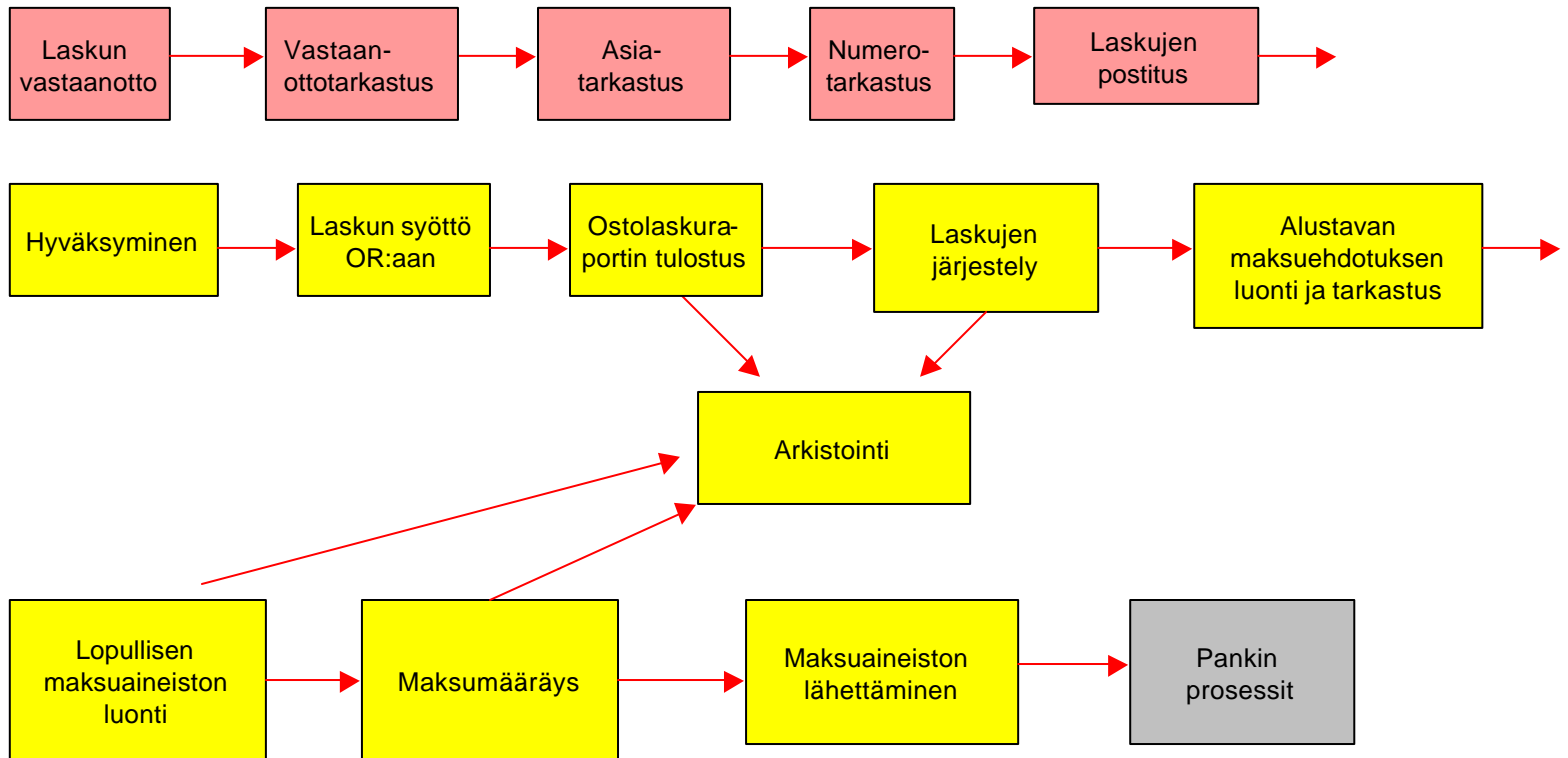 Laskun
vastaanotto
Vastaan-
ottotarkastus
Asia-
tarkastus
Numero-
tarkastus
Laskujen
postitus
Hyväksyminen
Laskun syöttö
OR:aan
Ostolaskura-
portin tulostus
Laskujen
järjestely
Alustavan
maksuehdotuksen
luonti ja tarkastus
Arkistointi
Lopullisen
maksuaineiston
luonti
Maksumääräys
Maksuaineiston
lähettäminen
Pankin
prosessit